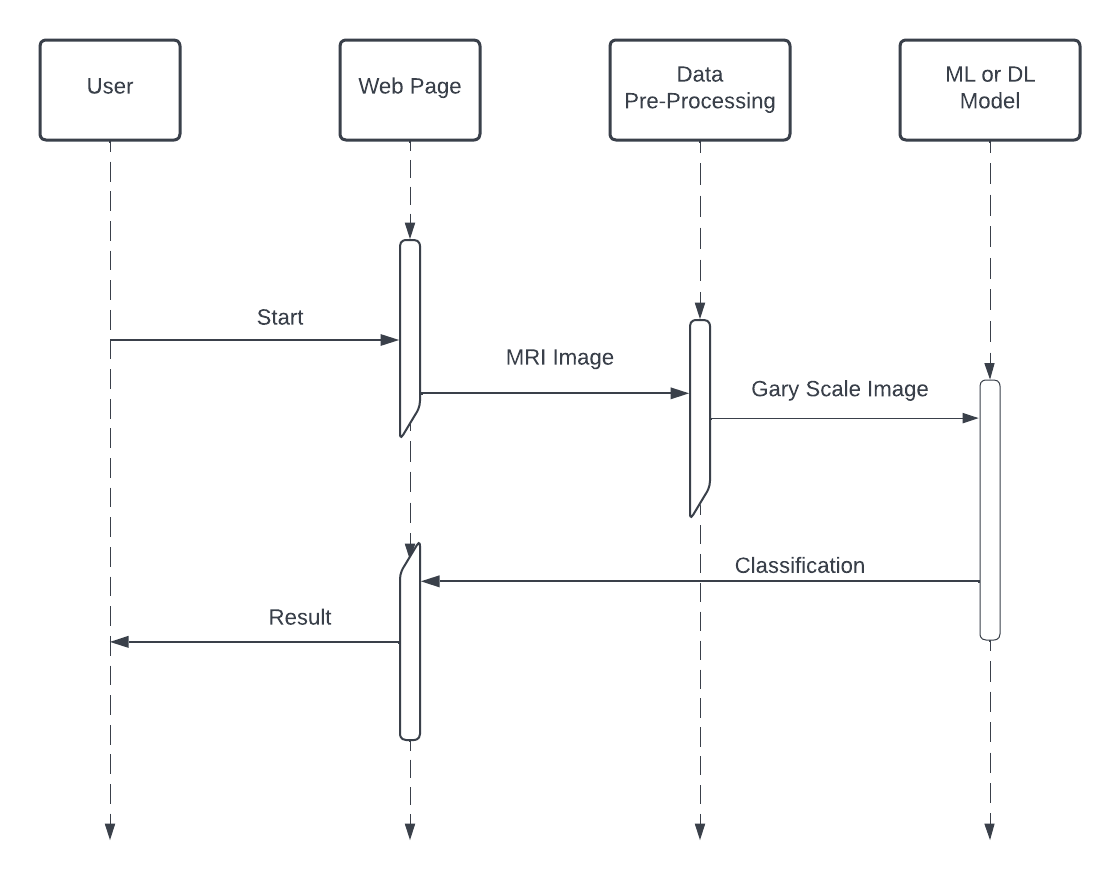 User
Web Page
Data
Pre-Processing
ML or DL
Model
Start
MRI Image
Gary Scale Image
Classification
Result